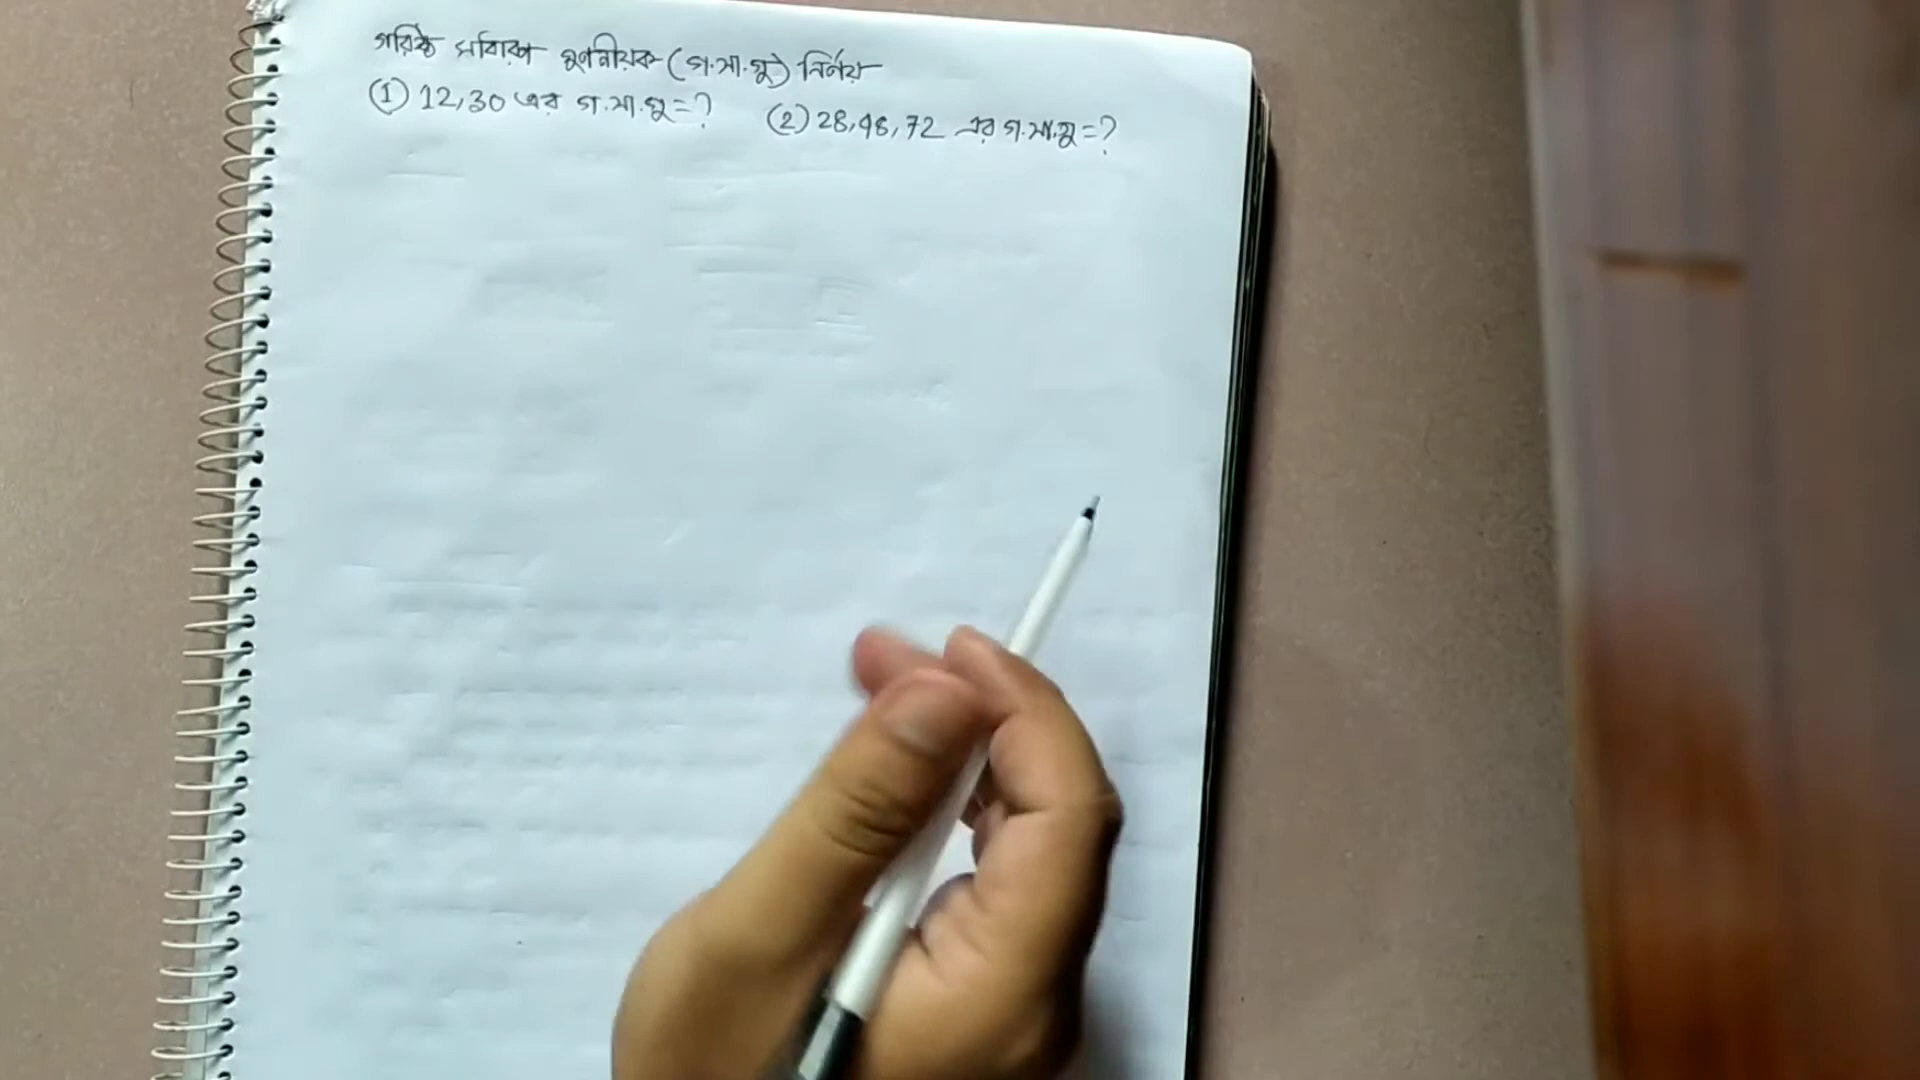 গরিষ্ঠ সাধারণ গুণনীয়ক (গ.সা.গু) নির্ণয়
① 12,30 এর গ.সা.গু=? (2) 28,48,72 এর গ.সা.গু=?